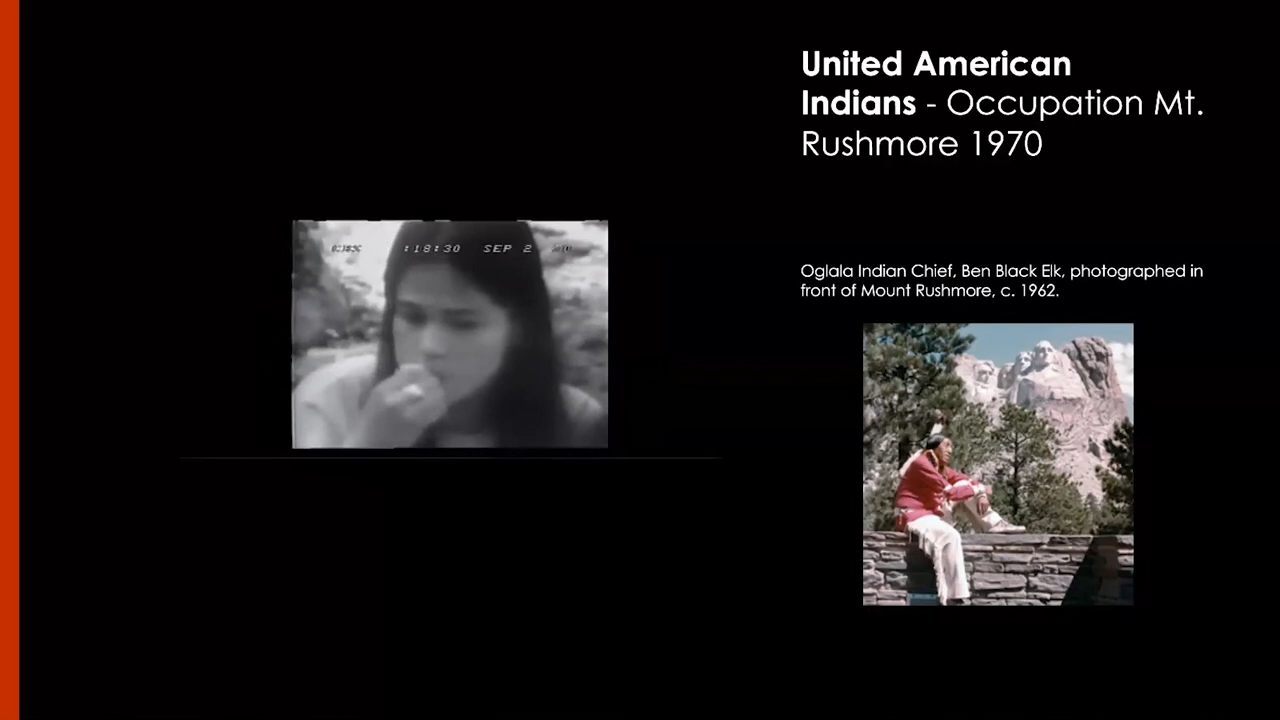 United American
Indians - Occupation Mt.
Rushmore 1970
:18:30 SEP 2
Oglala Indian Chief, Ben Black Elk, photographed in
front of Mount Rushmore, c. 1962.